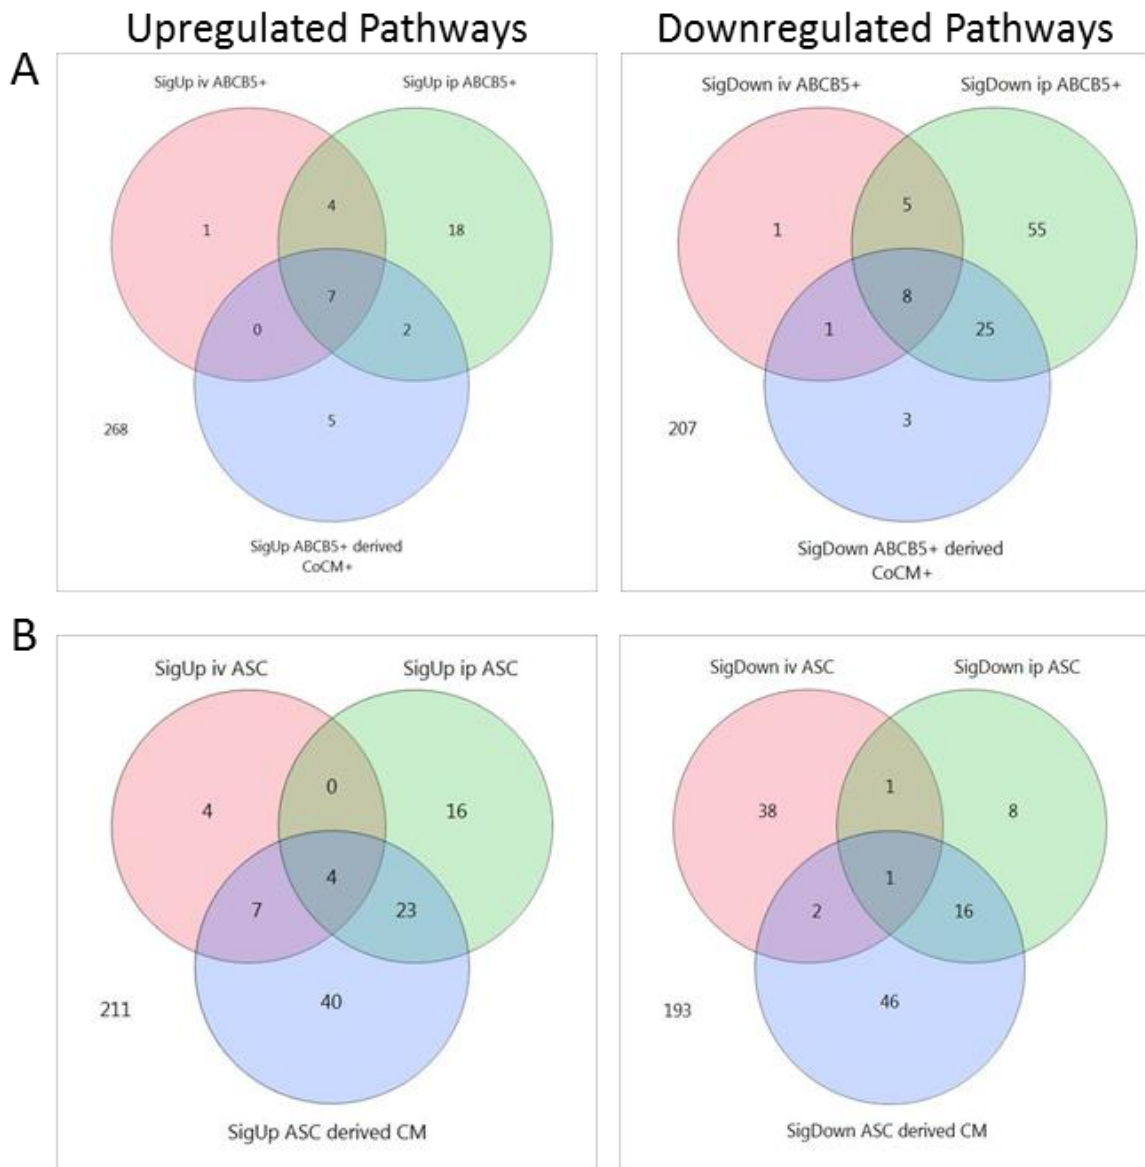 Upregulated Pathways
Downregulated Pathways
A
SigUp iv ABCB5+
SigUp ip ABCB5+
4
1
18
7
0
2
5
268
SigUp ABCB5+ derived
CoCM+
SigDown iv ABCB5+
SigDown ip ABCB5+
5
1
55
8
1
25
3
207
SigDown ABCB5+ derived
CoCM+
B
SigUp iv ASC
SigUp ip ASC
0
4
16
4
7
23
40
211
SigUp ASC derived CM
SigDown iv ASC
SigDown ip ASC
1
38
8
1
2
16
46
193
SigDown ASC derived CM